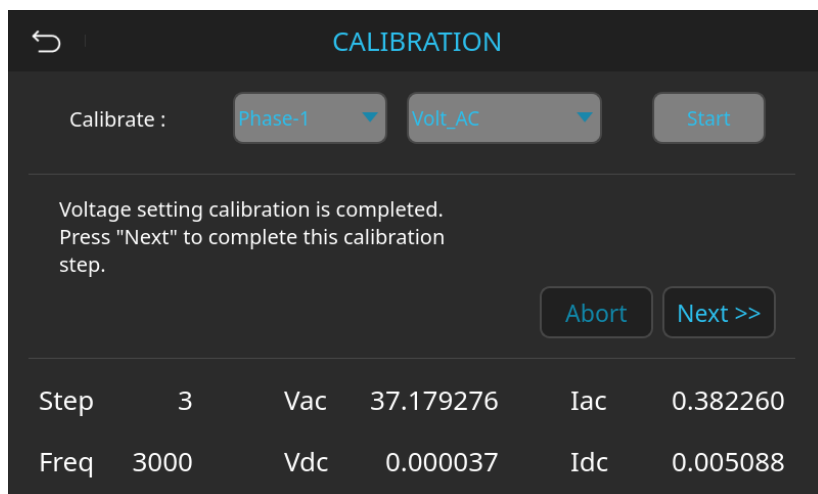 CALIBRATION
Calibrate : Phase-1 Volt_AC Start
Voltage setting calibration is completed.
Press "Next" to complete this calibration
step.
Abort Next >>
Step 3 Vac 37.179276 Iac 0.382260
Freq 3000 Vdc 0.000037 Idc 0.005088